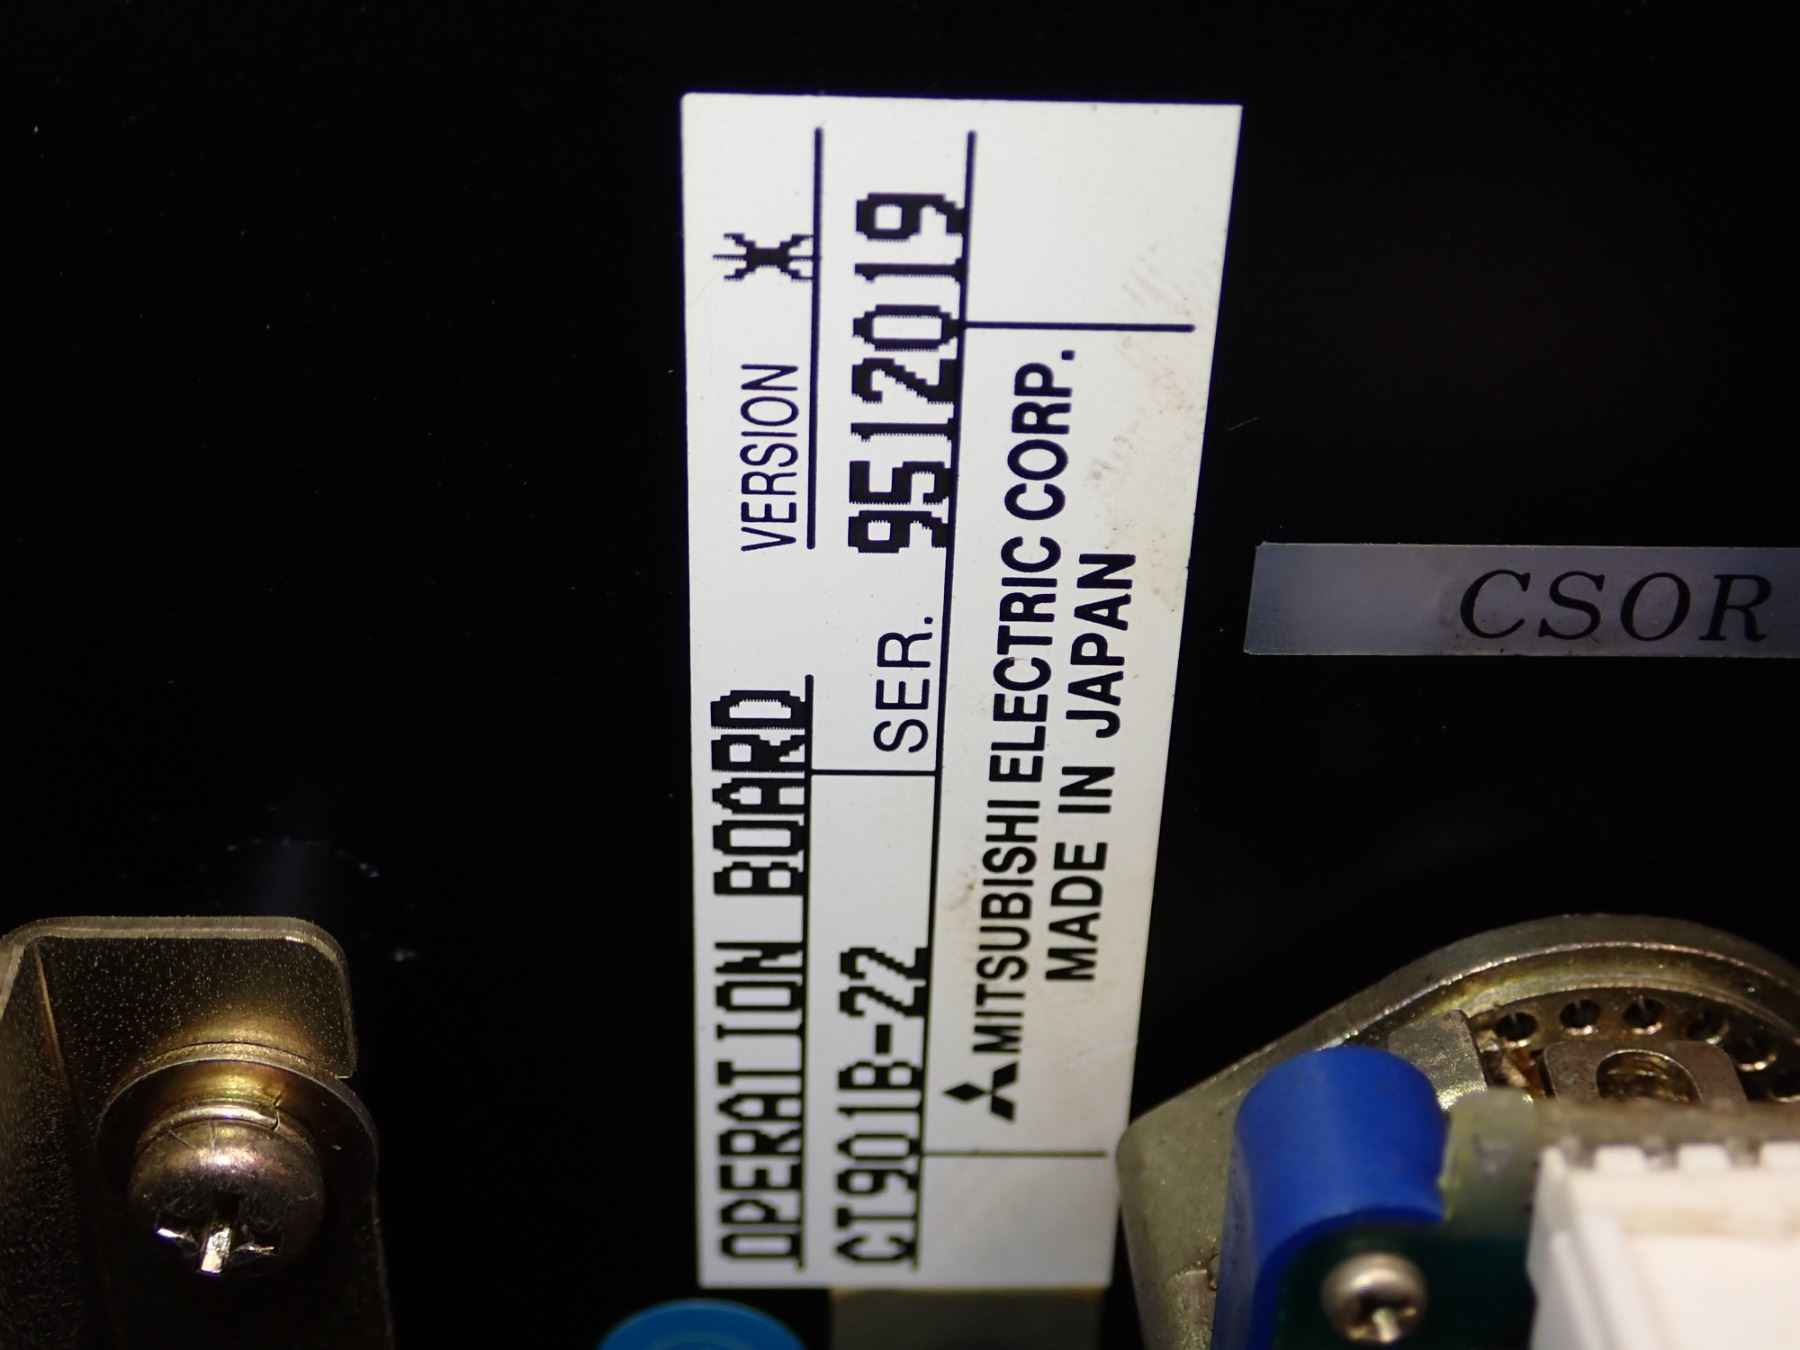 OPERATION BOARD VERSION X
CT901B-22 SER. 9512019
MITSUBISHI ELECTRIC CORP.
MADE IN JAPAN
CSOR